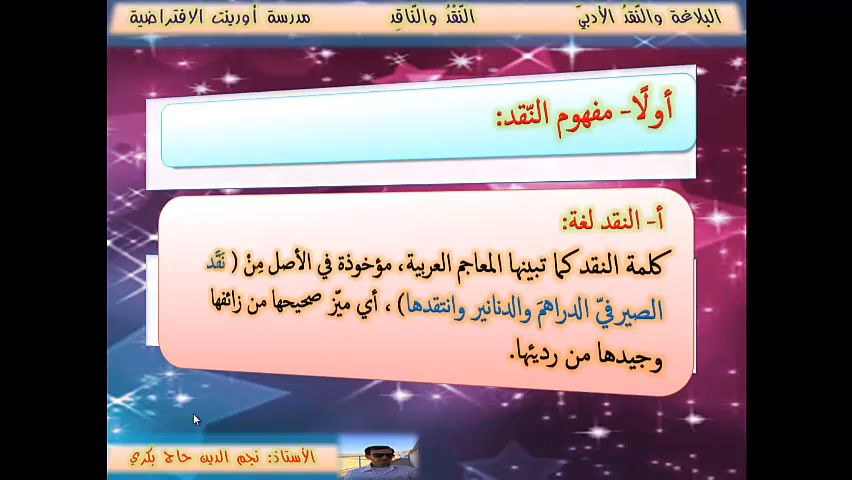 البلاغة والنّقدُ الأدبيّ
النّقْدُ والنّاقِد
مدرسة أورينت الافتراضية
أولًا- مفهوم النّقد:
أ- النقد لغة:
كلمة النقد كما تبينها المعاجم العربية، مؤخوذة في الأصل مِنْ ( نَقَّد
الصيرفيّ الدراهمَ والدنانير وانتقدها) ، أي ميّز صحيحها من زائفها
وجيدها من رديئها.
الأستاذ: نجم الدين حاج بكري